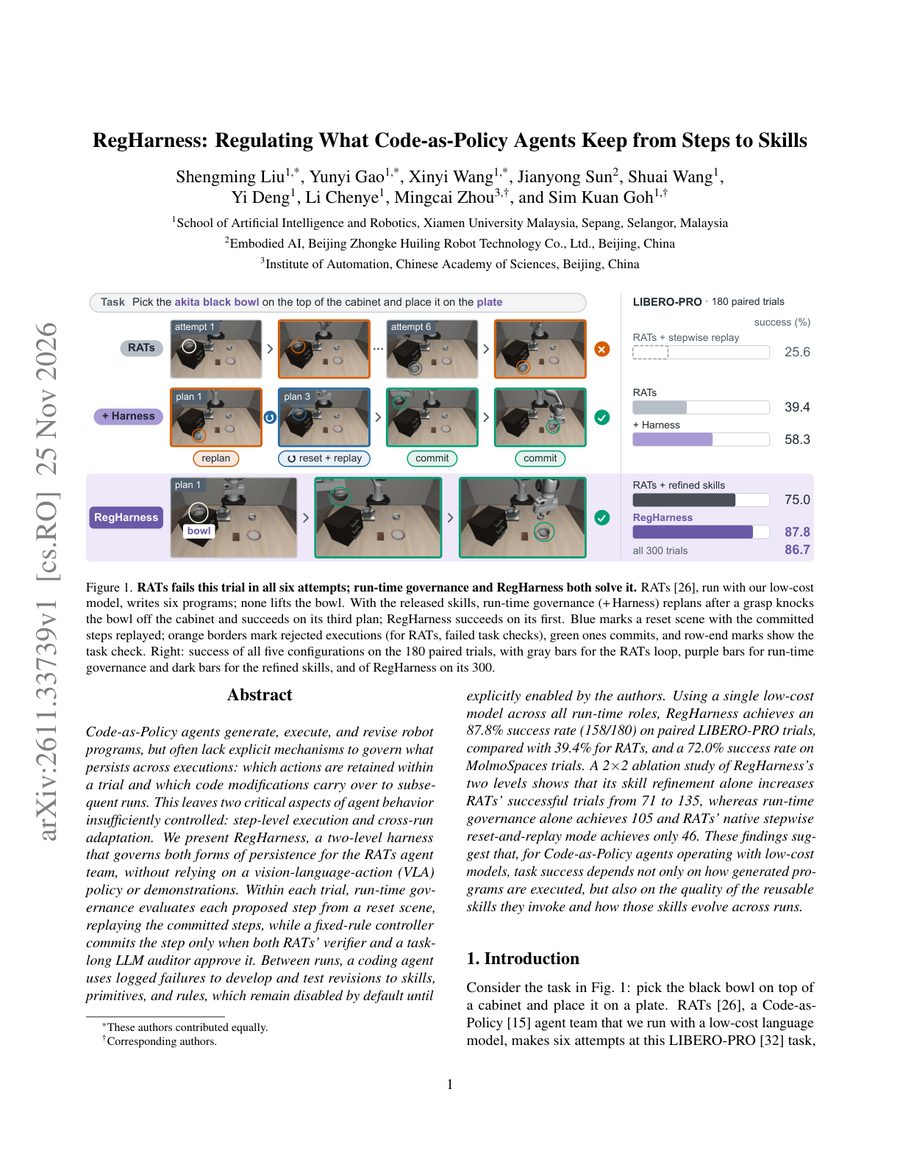 arXiv:2611.33739v1 [cs.RO] 25 Nov 2026
RegHarness: Regulating What Code-as-Policy Agents Keep from Steps to Skills
Shengming Liu1,*, Yunyi Gao1,*, Xinyi Wang1,*, Jianyong Sun2, Shuai Wang1,
Yi Deng1, Li Chenye1, Mingcai Zhou3,†, and Sim Kuan Goh1,†
1School of Artificial Intelligence and Robotics, Xiamen University Malaysia, Sepang, Selangor, Malaysia
2Embodied AI, Beijing Zhongke Huiling Robot Technology Co., Ltd., Beijing, China
3Institute of Automation, Chinese Academy of Sciences, Beijing, China
Task Pick the akita black bowl on the top of the cabinet and place it on the plate
RATs
attempt 1
attempt 6
+ Harness
plan 1
plan 3
replan
reset + replay
commit
commit
RegHarness
plan 1
bowl
LIBERO-PRO · 180 paired trials
success (%)
RATs + stepwise replay
25.6
RATs
39.4
+ Harness
58.3
RATs + refined skills
75.0
RegHarness
87.8
all 300 trials
86.7
Figure 1. RATs fails this trial in all six attempts; run-time governance and RegHarness both solve it. RATs [26], run with our low-cost
model, writes six programs; none lifts the bowl. With the released skills, run-time governance (+ Harness) replans after a grasp knocks
the bowl off the cabinet and succeeds on its third plan; RegHarness succeeds on its first. Blue marks a reset scene with the committed
steps replayed; orange borders mark rejected executions (for RATs, failed task checks), green ones commits, and row-end marks show the
task check. Right: success of all five configurations on the 180 paired trials, with gray bars for the RATs loop, purple bars for run-time
governance and dark bars for the refined skills, and of RegHarness on its 300.
Abstract
Code-as-Policy agents generate, execute, and revise robot
programs, but often lack explicit mechanisms to govern what
persists across executions: which actions are retained within
a trial and which code modifications carry over to subse-
quent runs. This leaves two critical aspects of agent behavior
insufficiently controlled: step-level execution and cross-run
adaptation. We present RegHarness, a two-level harness
that governs both forms of persistence for the RATs agent
team, without relying on a vision-language-action (VLA)
policy or demonstrations. Within each trial, run-time gov-
ernance evaluates each proposed step from a reset scene,
replaying the committed steps, while a fixed-rule controller
commits the step only when both RATs' verifier and a task-
long LLM auditor approve it. Between runs, a coding agent
uses logged failures to develop and test revisions to skills,
primitives, and rules, which remain disabled by default until
*These authors contributed equally.
†Corresponding authors.
explicitly enabled by the authors. Using a single low-cost
model across all run-time roles, RegHarness achieves an
87.8% success rate (158/180) on paired LIBERO-PRO trials,
compared with 39.4% for RATs, and a 72.0% success rate on
MolmoSpaces trials. A 2×2 ablation study of RegHarness's
two levels shows that its skill refinement alone increases
RATs' successful trials from 71 to 135, whereas run-time
governance alone achieves 105 and RATs' native stepwise
reset-and-replay mode achieves only 46. These findings sug-
gest that, for Code-as-Policy agents operating with low-cost
models, task success depends not only on how generated pro-
grams are executed, but also on the quality of the reusable
skills they invoke and how those skills evolve across runs.
1. Introduction
Consider the task in Fig. 1: pick the black bowl on top of
a cabinet and place it on a plate. RATs [26], a Code-as-
Policy [15] agent team that we run with a low-cost language
model, makes six attempts at this LIBERO-PRO [32] task,
1